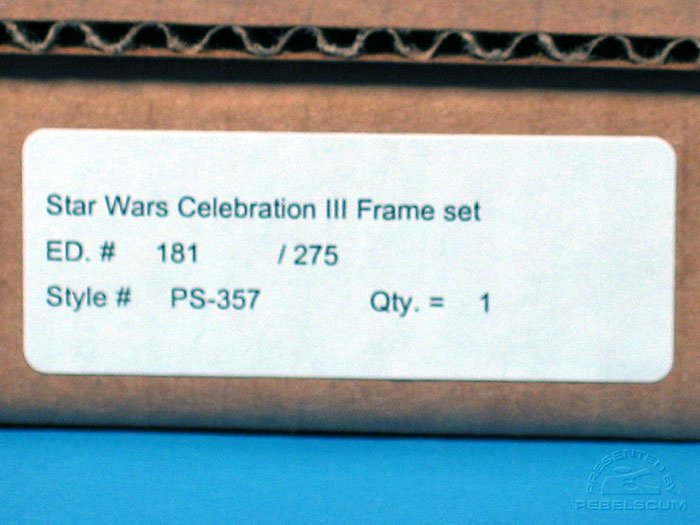 Star Wars Celebration III Frame set
ED. # 181 / 275
Style # PS-357 Qty. = 1
PRESENTED BY
REBELSCUM